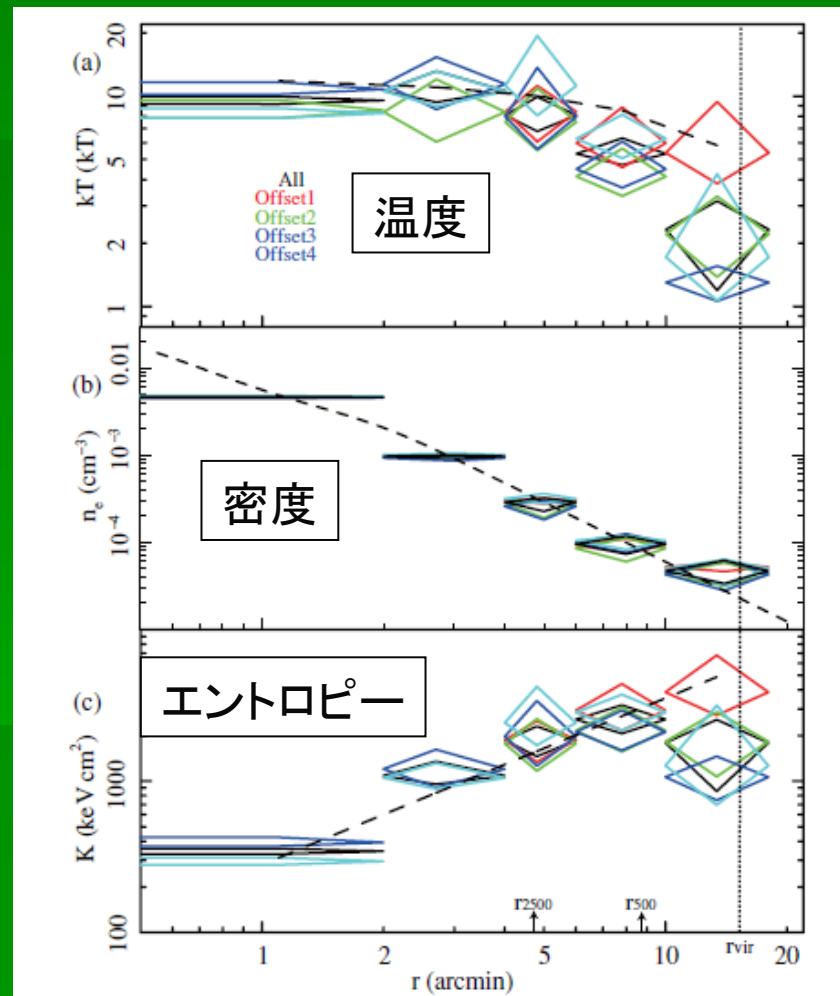 (a)
20
10
5
2
1
kT (kT)
All
Offset1
Offset2
Offset3
Offset4
温度
(b)
0.01
10⁻³
10⁻⁴
nₑ (cm⁻³)
密度
(c)
1000
100
K (keV cm²)
エントロピー
r2500
r500
rvir
1
2
5
10
20
r (arcmin)